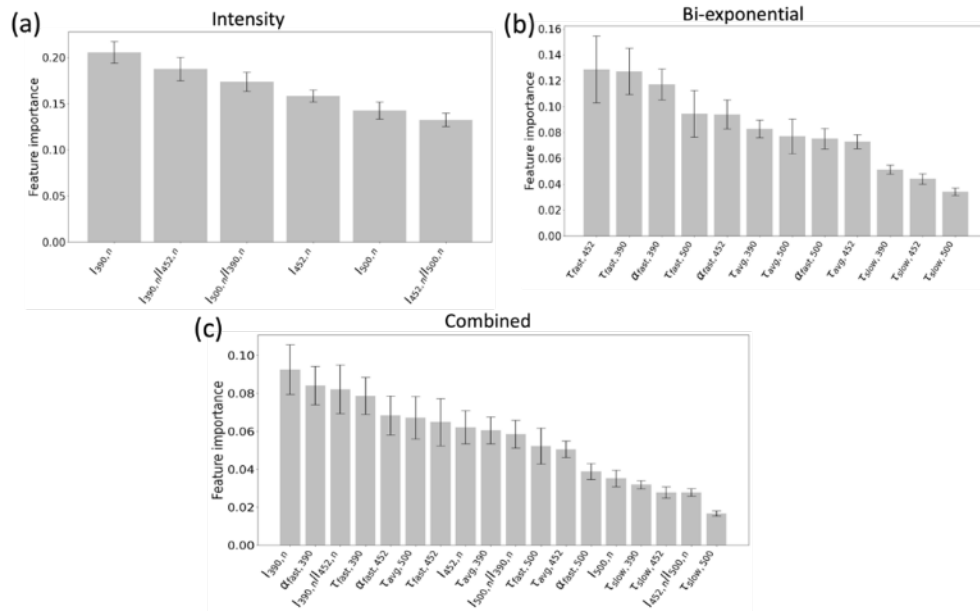 (a)
Intensity
Feature importance
0.20
0.15
0.10
0.05
0.00
I390, n
I390, n/I452, n
I500, n/I390, n
I452, n
I500, n
I452, n/I500, n
(b)
Bi-exponential
Feature importance
0.16
0.14
0.12
0.10
0.08
0.06
0.04
0.02
0.00
τfast, 452
τfast, 390
αfast, 390
τfast, 500
αfast, 452
τavg, 390
τavg, 500
αfast, 500
τavg, 452
τslow, 390
τslow, 452
τslow, 500
(c)
Combined
Feature importance
0.10
0.08
0.06
0.04
0.02
0.00
I390, n
αfast, 390
I390, n/I452, n
τfast, 390
αfast, 452
τavg, 500
τfast, 452
I452, n
τavg, 390
I500, n/I390, n
τfast, 500
τavg, 452
αfast, 500
I500, n
τslow, 390
τslow, 452
I452, n/I500, n
τslow, 500